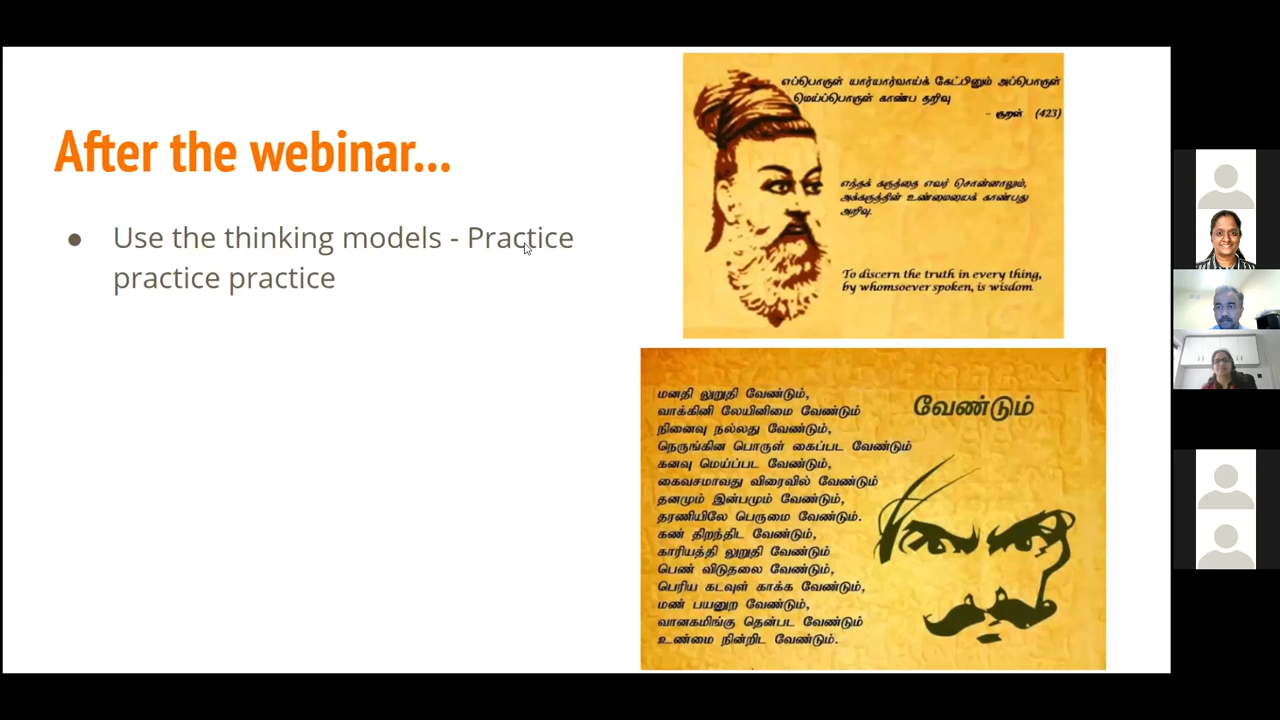 After the webinar...
● Use the thinking models - Practice
practice practice
எப்பொருள் யார்யார்வாய்க் கேட்பினும் அப்பொருள்
மெய்ப்பொருள் காண்ப தறிவு
- குறள் (423)
எந்தக் கருத்தை எவர் சொன்னாலும்,
அக்கருத்தின் உண்மையைக் காண்பது
அறிவு.
To discern the truth in every thing,
by whomsoever spoken, is wisdom
வேண்டும்
மனதி லுறுதி வேண்டும்,
வாக்கினி லேயினிமை வேண்டும்
நினைவு நல்லது வேண்டும்,
நெருங்கின பொருள் கைப்பட வேண்டும்
கனவு மெய்ப்பட வேண்டும்,
கைவசமாவது விரைவில் வேண்டும்
தனமும் இன்பமும் வேண்டும்,
தரணியிலே பெருமை வேண்டும்.
கண் திறந்திட வேண்டும்,
காரியத்தி லுறுதி வேண்டும்
பெண் விடுதலை வேண்டும்,
பெரிய கடவுள் காக்க வேண்டும்,
மண் பயனுற வேண்டும்,
வானகமிங்கு தென்பட வேண்டும்
உண்மை நின்றிட வேண்டும்.